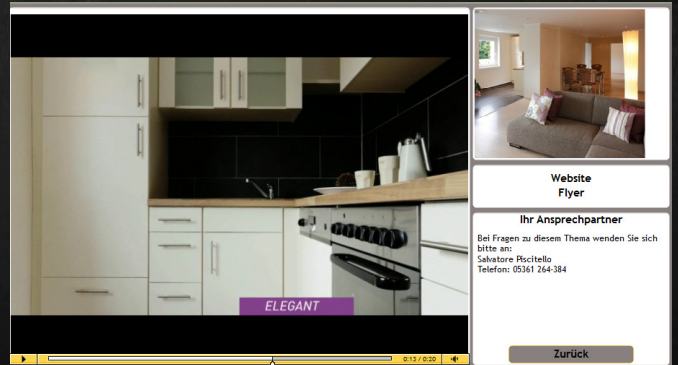 ELEGANT
0:13 / 0:20
Website
Flyer
Ihr Ansprechpartner
Bei Fragen zu diesem Thema wenden Sie sich
bitte an:
Salvatore Piscitello
Telefon: 05361 264-384
Zurück